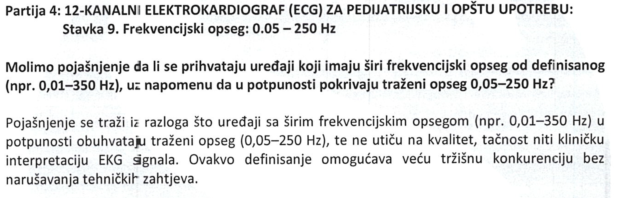 Partija 4: 12-KANALNI ELEKTROKARDIOGRAF (ECG) ZA PEDIJATRIJSKU I OPŠTU UPOTREBU:
Stavka 9. Frekvencijski opseg: 0.05 – 250 Hz
Molimo pojašnjenje da li se prihvataju uređaji koji imaju širi frekvencijski opseg od definisanog
(npr. 0,01–350 Hz), uz napomenu da u potpunosti pokrivaju traženi opseg 0,05–250 Hz?
Pojašnjenje se traži iz razloga što uređaji sa širim frekvencijskim opsegom (npr. 0,01–350 Hz) u
potpunosti obuhvataju traženi opseg (0,05–250 Hz), te ne utiču na kvalitet, tačnost niti kliničku
interpretaciju EKG signala. Ovakvo definisanje omogućava veću tržišnu konkurenciju bez
narušavanja tehničkih zahtjeva.